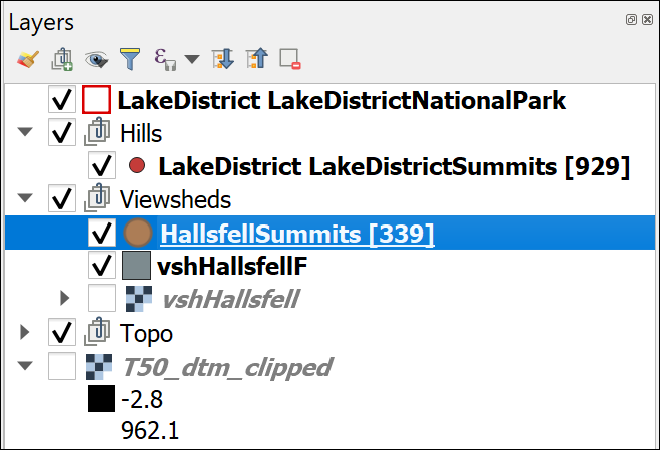 Layers
LakeDistrict LakeDistrictNationalPark
Hills
LakeDistrict LakeDistrictSummits [929]
Viewsheds
HallsfellSummits [339]
vshHallsfellF
vshHallsfell
Topo
T50_dtm_clipped
-2.8
962.1